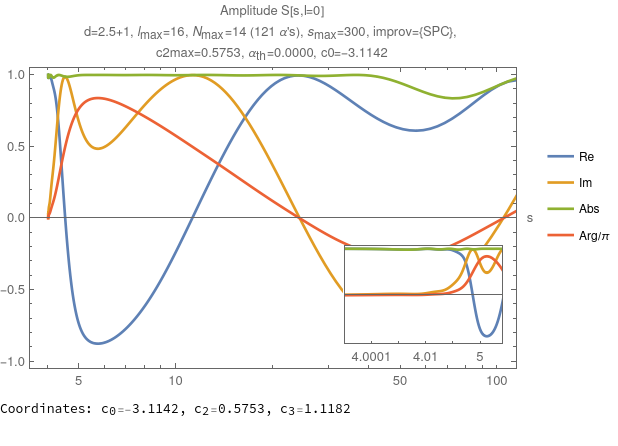 Amplitude S[s,l=0]
d=2.5+1, lmax=16, Nmax=14 (121 α's), smax=300, improv={SPC},
c2max=0.5753, αth=0.0000, c0=-3.1142
1.0
0.5
0.0
-0.5
-1.0
5
10
50
100
s
4.0001
4.01
5
Re
Im
Abs
Arg/π
Coordinates: c0=-3.1142, c2=0.5753, c3=1.1182